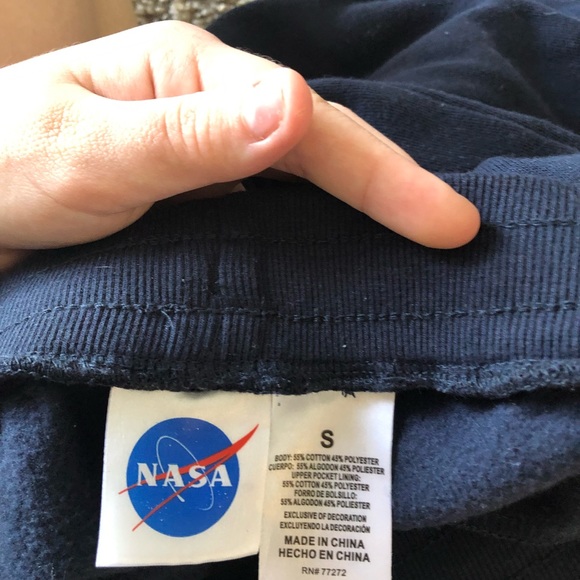 NASA
S
BODY: 55% COTTON 45% POLYESTER
CUERPO: 55% ALGODON 45% POLIESTER
UPPER POCKET LINING:
55% COTTON 45% POLYESTER
FORRO DE BOLSILLO:
55% ALGODON 45% POLIESTER
EXCLUSIVE OF DECORATION
EXCLUYENDO LA DECORACIÓN
MADE IN CHINA
HECHO EN CHINA
RN# 77272